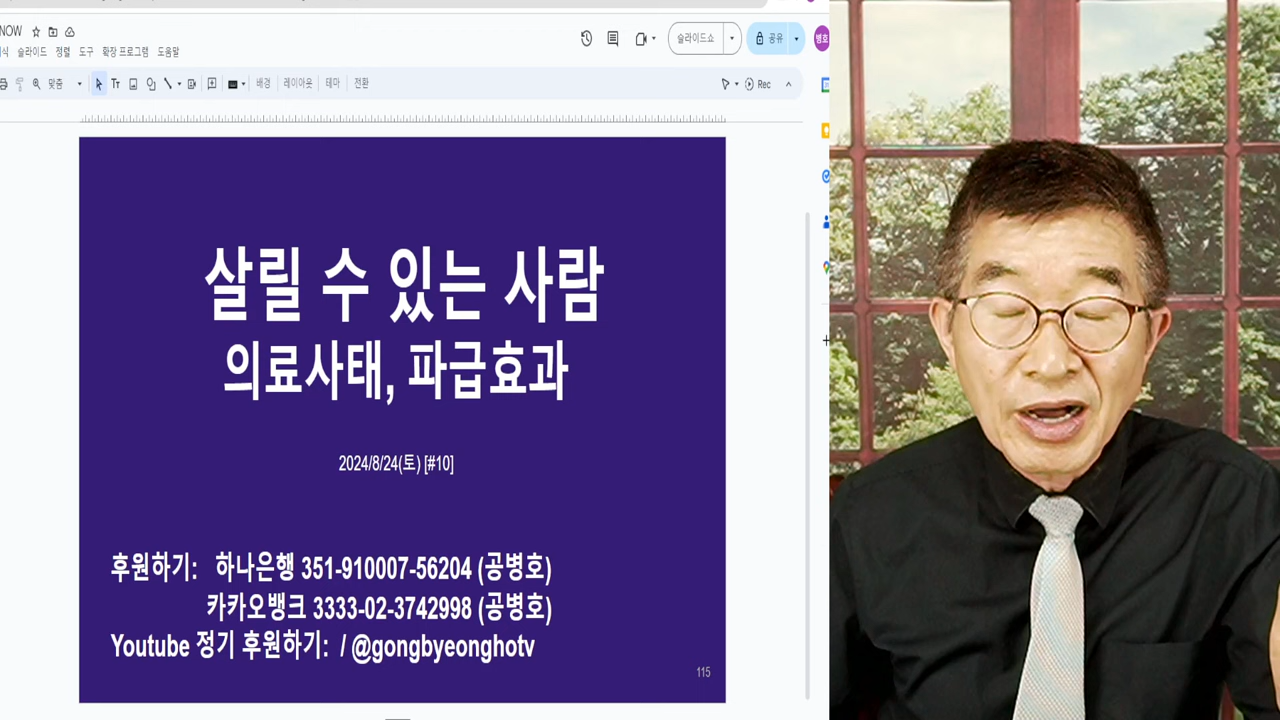 NOW
슬라이드쇼
공유
병호
식 슬라이드 정렬 도구 확장 프로그램 도움말
맞춤
배경 레이아웃 테마 전환
Rec
살릴 수 있는 사람
의료사태, 파급효과
2024/8/24(토) [#10]
후원하기: 하나은행 351-910007-56204 (공병호)
카카오뱅크 3333-02-3742998 (공병호)
Youtube 정기 후원하기: / @gongbyeonghotv
115